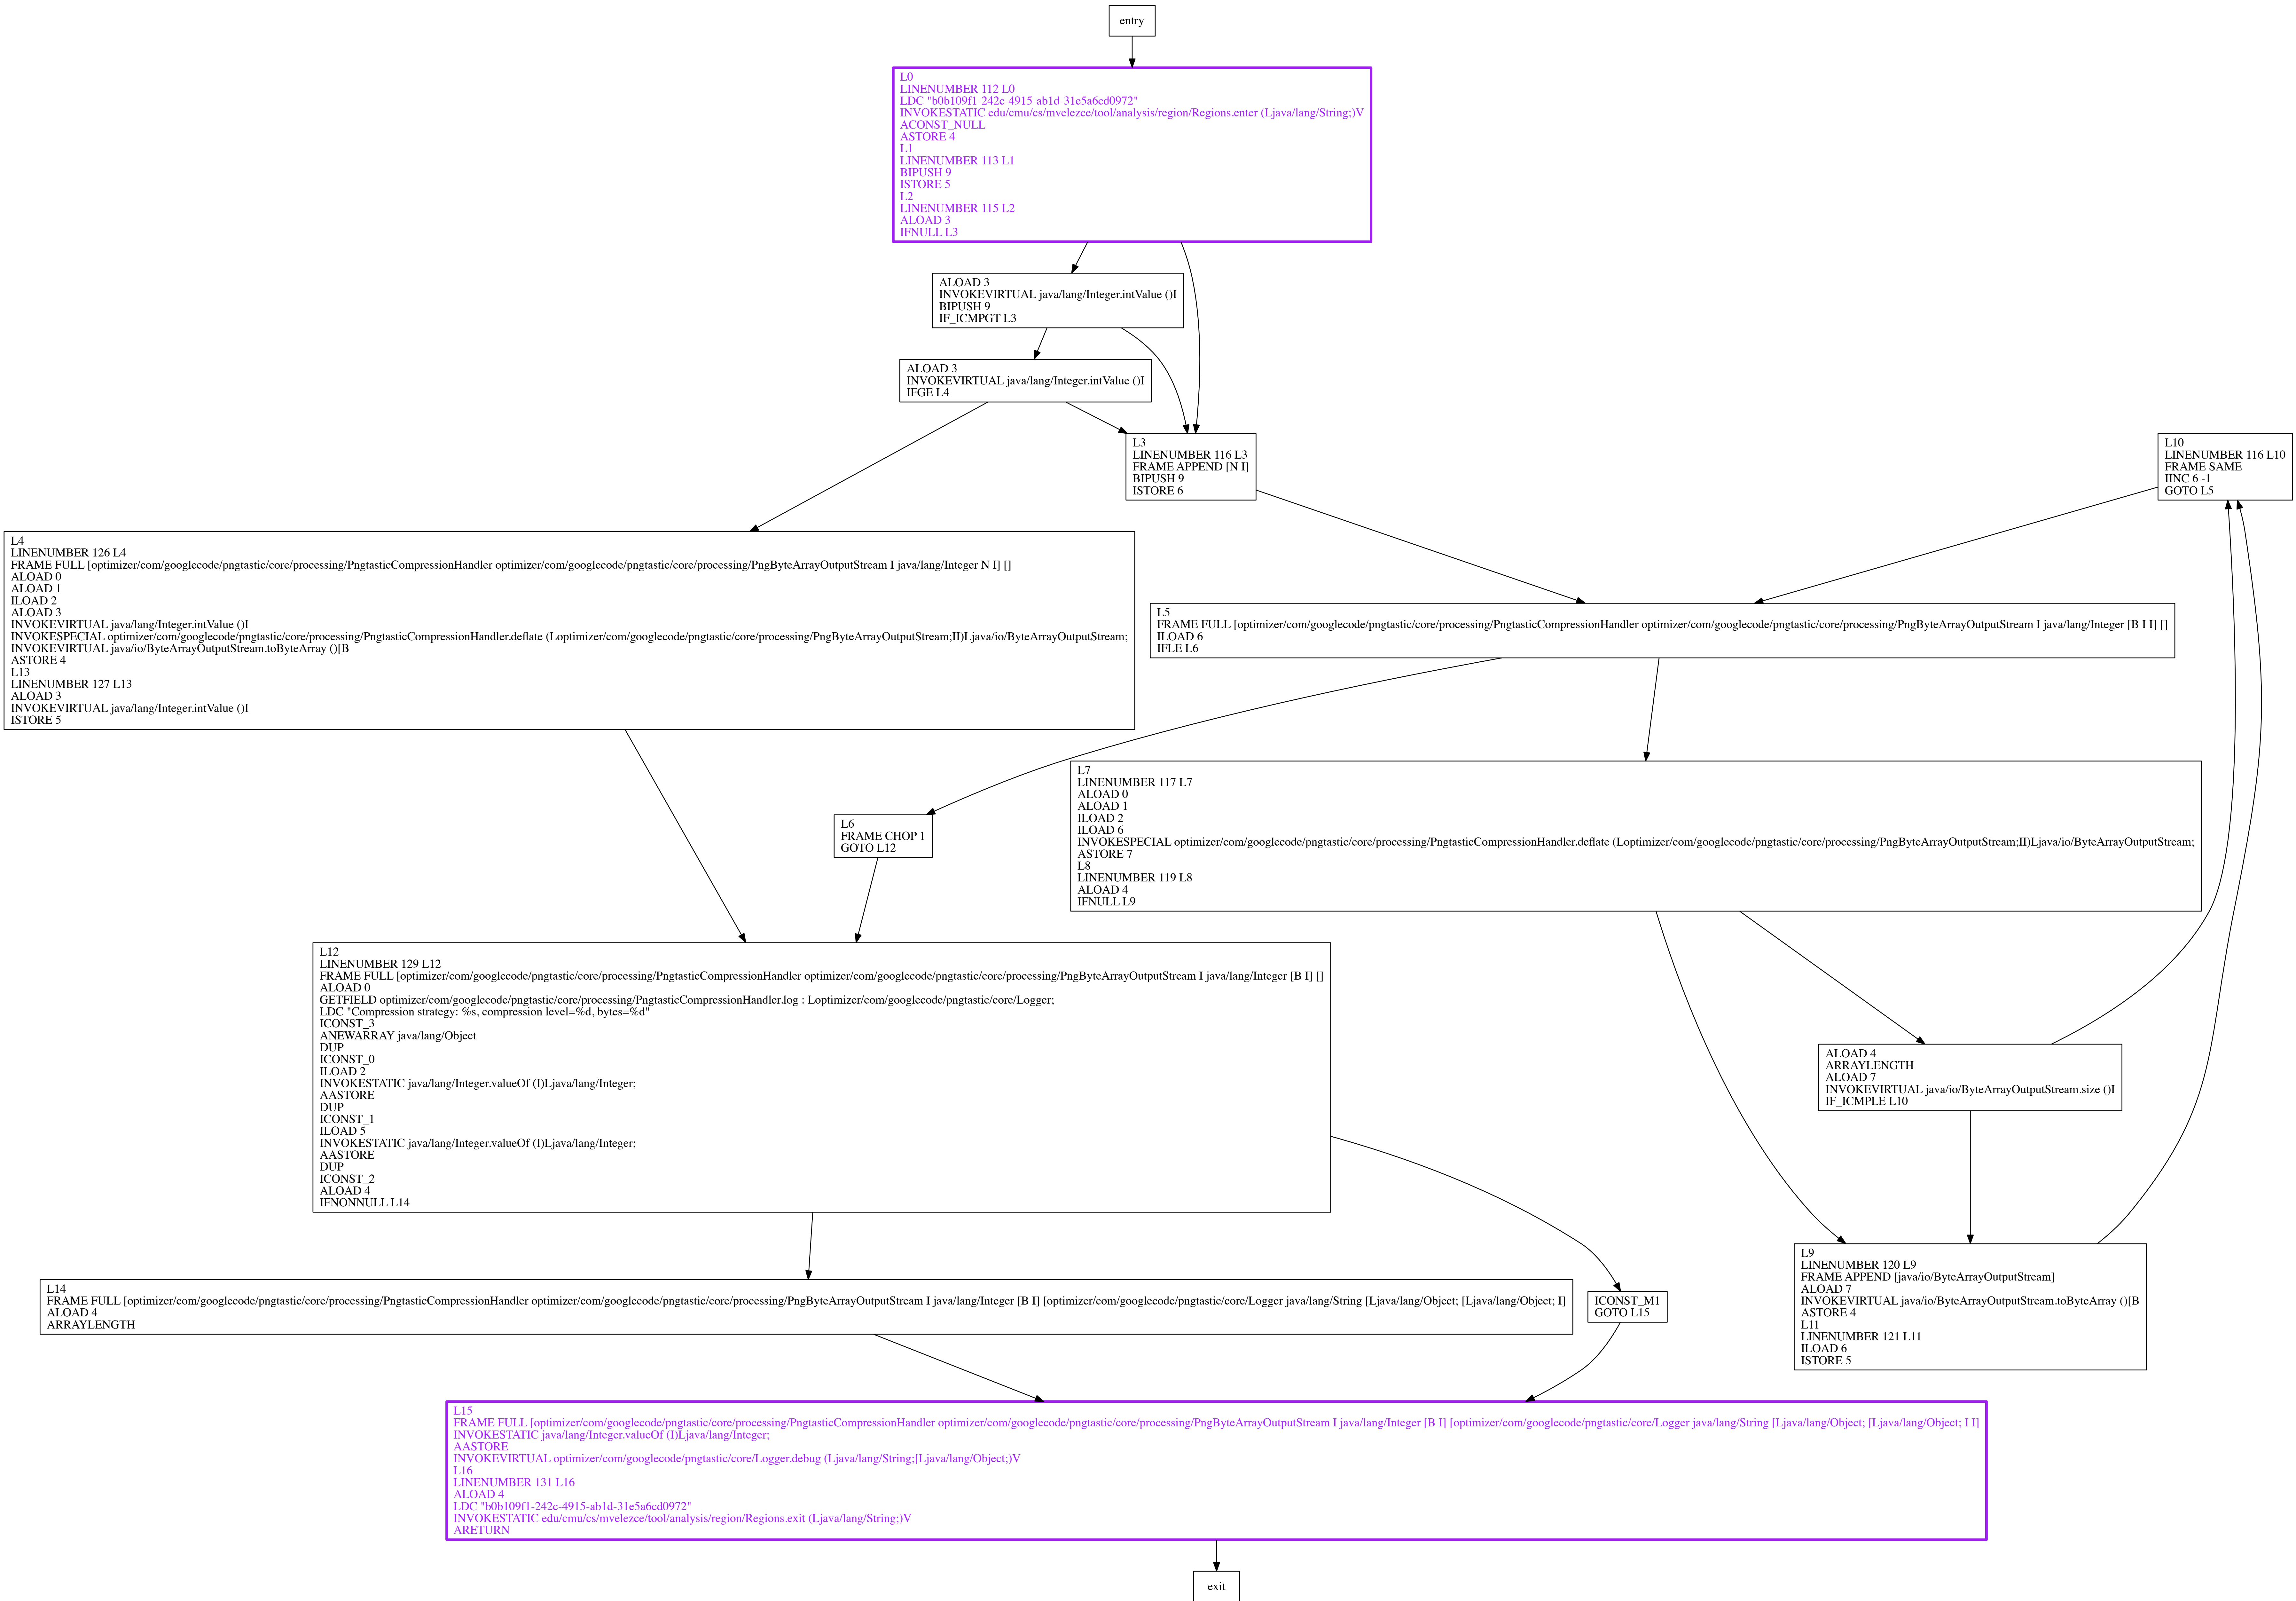 entry
L0
LINENUMBER 112 L0
LDC "b0b109f1-242c-4915-ab1d-31e5a6cd0972"
INVOKESTATIC edu/cmu/cs/mvelezce/tool/analysis/region/Regions.enter (Ljava/lang/String;)V
ACONST_NULL
ASTORE 4
L1
LINENUMBER 113 L1
BIPUSH 9
ISTORE 5
L2
LINENUMBER 115 L2
ALOAD 3
IFNULL L3
ALOAD 3
INVOKEVIRTUAL java/lang/Integer.intValue ()I
BIPUSH 9
IF_ICMPGT L3
ALOAD 3
INVOKEVIRTUAL java/lang/Integer.intValue ()I
IFGE L4
L3
LINENUMBER 116 L3
FRAME APPEND [N I]
BIPUSH 9
ISTORE 6
L10
LINENUMBER 116 L10
FRAME SAME
IINC 6 -1
GOTO L5
L4
LINENUMBER 126 L4
FRAME FULL [optimizer/com/googlecode/pngtastic/core/processing/PngtasticCompressionHandler optimizer/com/googlecode/pngtastic/core/processing/PngByteArrayOutputStream I java/lang/Integer N I] []
ALOAD 0
ALOAD 1
ILOAD 2
ALOAD 3
INVOKEVIRTUAL java/lang/Integer.intValue ()I
INVOKESPECIAL optimizer/com/googlecode/pngtastic/core/processing/PngtasticCompressionHandler.deflate (Loptimizer/com/googlecode/pngtastic/core/processing/PngByteArrayOutputStream;II)Ljava/io/ByteArrayOutputStream;
INVOKEVIRTUAL java/io/ByteArrayOutputStream.toByteArray ()[B
ASTORE 4
L13
LINENUMBER 127 L13
ALOAD 3
INVOKEVIRTUAL java/lang/Integer.intValue ()I
ISTORE 5
L5
FRAME FULL [optimizer/com/googlecode/pngtastic/core/processing/PngtasticCompressionHandler optimizer/com/googlecode/pngtastic/core/processing/PngByteArrayOutputStream I java/lang/Integer [B I I] []
ILOAD 6
IFLE L6
L7
LINENUMBER 117 L7
ALOAD 0
ALOAD 1
ILOAD 2
ILOAD 6
INVOKESPECIAL optimizer/com/googlecode/pngtastic/core/processing/PngtasticCompressionHandler.deflate (Loptimizer/com/googlecode/pngtastic/core/processing/PngByteArrayOutputStream;II)Ljava/io/ByteArrayOutputStream;
ASTORE 7
L8
LINENUMBER 119 L8
ALOAD 4
IFNULL L9
L6
FRAME CHOP 1
GOTO L12
L12
LINENUMBER 129 L12
FRAME FULL [optimizer/com/googlecode/pngtastic/core/processing/PngtasticCompressionHandler optimizer/com/googlecode/pngtastic/core/processing/PngByteArrayOutputStream I java/lang/Integer [B I] []
ALOAD 0
GETFIELD optimizer/com/googlecode/pngtastic/core/processing/PngtasticCompressionHandler.log : Loptimizer/com/googlecode/pngtastic/core/Logger;
LDC "Compression strategy: %s, compression level=%d, bytes=%d"
ICONST_3
ANEWARRAY java/lang/Object
DUP
ICONST_0
ILOAD 2
INVOKESTATIC java/lang/Integer.valueOf (I)Ljava/lang/Integer;
AASTORE
DUP
ICONST_1
ILOAD 5
INVOKESTATIC java/lang/Integer.valueOf (I)Ljava/lang/Integer;
AASTORE
DUP
ICONST_2
ALOAD 4
IFNONNULL L14
ALOAD 4
ARRAYLENGTH
ALOAD 7
INVOKEVIRTUAL java/io/ByteArrayOutputStream.size ()I
IF_ICMPLE L10
L9
LINENUMBER 120 L9
FRAME APPEND [java/io/ByteArrayOutputStream]
ALOAD 7
INVOKEVIRTUAL java/io/ByteArrayOutputStream.toByteArray ()[B
ASTORE 4
L11
LINENUMBER 121 L11
ILOAD 6
ISTORE 5
L14
FRAME FULL [optimizer/com/googlecode/pngtastic/core/processing/PngtasticCompressionHandler optimizer/com/googlecode/pngtastic/core/processing/PngByteArrayOutputStream I java/lang/Integer [B I] [optimizer/com/googlecode/pngtastic/core/Logger java/lang/String [Ljava/lang/Object; [Ljava/lang/Object; I]
ALOAD 4
ARRAYLENGTH
ICONST_M1
GOTO L15
L15
FRAME FULL [optimizer/com/googlecode/pngtastic/core/processing/PngtasticCompressionHandler optimizer/com/googlecode/pngtastic/core/processing/PngByteArrayOutputStream I java/lang/Integer [B I] [optimizer/com/googlecode/pngtastic/core/Logger java/lang/String [Ljava/lang/Object; [Ljava/lang/Object; I I]
INVOKESTATIC java/lang/Integer.valueOf (I)Ljava/lang/Integer;
AASTORE
INVOKEVIRTUAL optimizer/com/googlecode/pngtastic/core/Logger.debug (Ljava/lang/String;[Ljava/lang/Object;)V
L16
LINENUMBER 131 L16
ALOAD 4
LDC "b0b109f1-242c-4915-ab1d-31e5a6cd0972"
INVOKESTATIC edu/cmu/cs/mvelezce/tool/analysis/region/Regions.exit (Ljava/lang/String;)V
ARETURN
exit